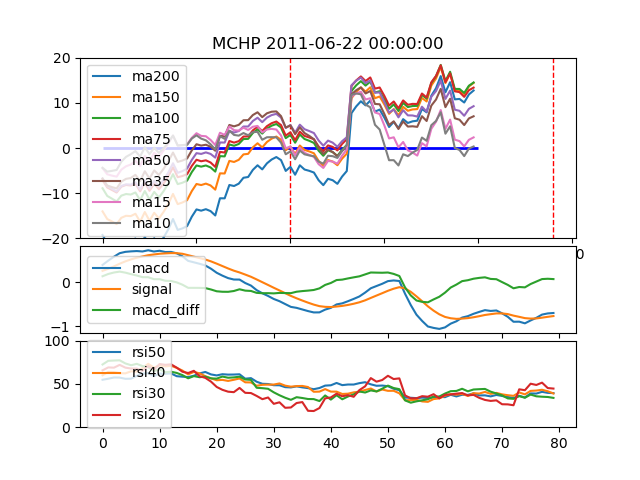 MCHP 2011-06-22 00:00:00
20
10
0
−10
−20
ma200
ma150
ma100
ma75
ma50
ma35
ma15
ma10
0
0
−1
macd
signal
macd_diff
100
50
0
rsi50
rsi40
rsi30
rsi20
0 10 20 30 40 50 60 70 80